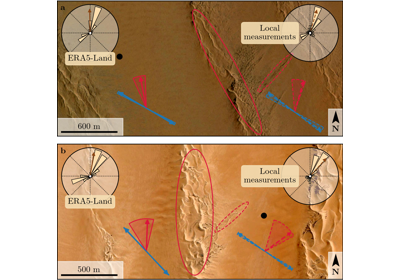 a
ERA5-Land
Local
measurements
600 m
N
b
ERA5-Land
Local
measurements
500 m
N